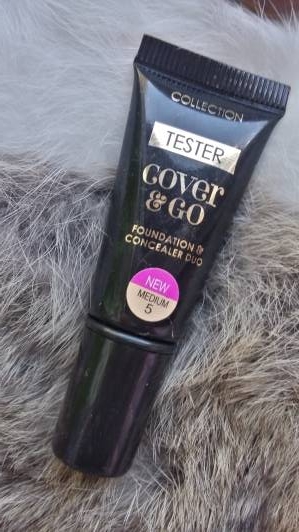 COLLECTION
TESTER
cover
& GO
FOUNDATION &
CONCEALER DUO
NEW
MEDIUM
5